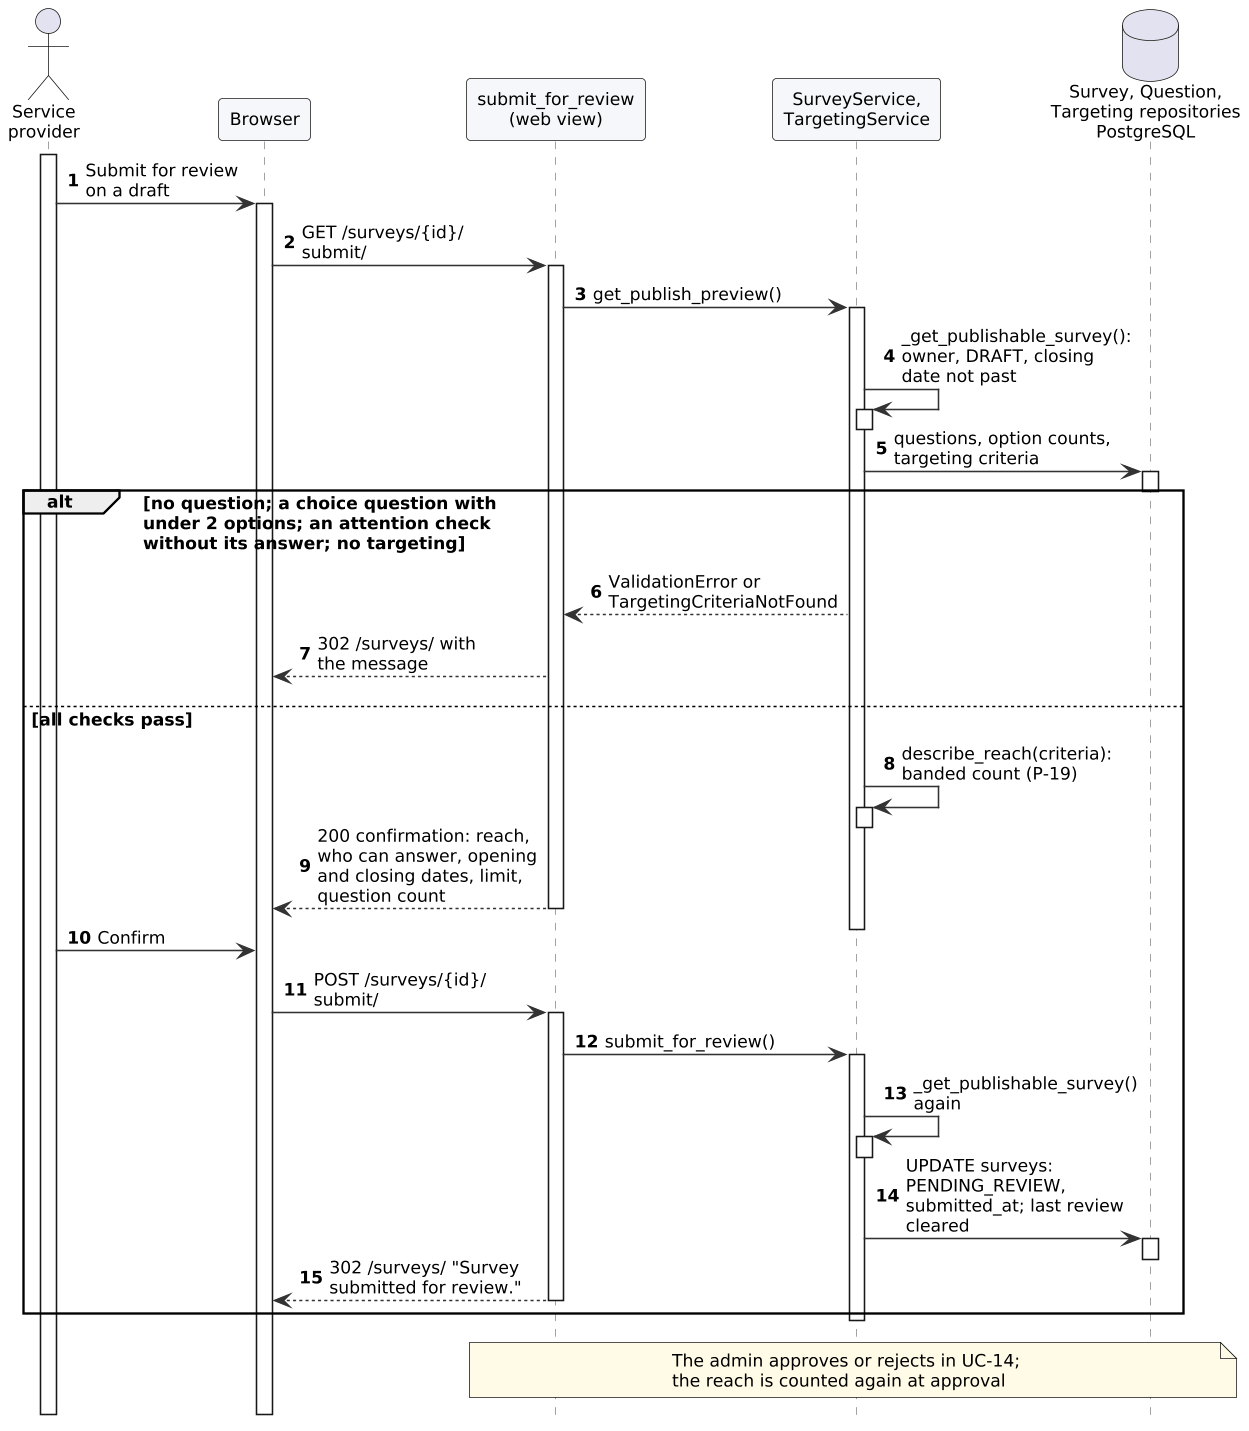 Service
provider
Browser
submit_for_review
(web view)
SurveyService,
TargetingService
Survey, Question,
Targeting repositories
PostgreSQL
1 Submit for review
on a draft
2 GET /surveys/{id}/
submit/
3 get_publish_preview()
4 _get_publishable_survey():
owner, DRAFT, closing
date not past
5 questions, option counts,
targeting criteria
alt [no question; a choice question with
under 2 options; an attention check
without its answer; no targeting]
6 ValidationError or
TargetingCriteriaNotFound
7 302 /surveys/ with
the message
[all checks pass]
8 describe_reach(criteria):
banded count (P-19)
9 200 confirmation: reach,
who can answer, opening
and closing dates, limit,
question count
10 Confirm
11 POST /surveys/{id}/
submit/
12 submit_for_review()
13 _get_publishable_survey()
again
14 UPDATE surveys:
PENDING_REVIEW,
submitted_at; last review
cleared
15 302 /surveys/ "Survey
submitted for review."
The admin approves or rejects in UC-14;
the reach is counted again at approval